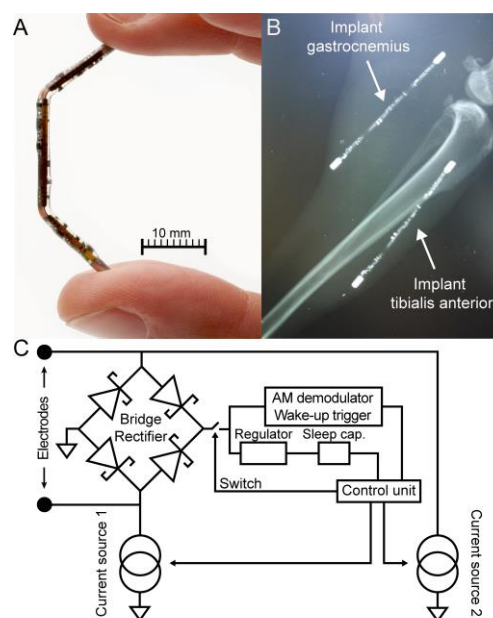 A
10 mm
B
Implant
gastrocnemius
Implant
tibialis anterior
C
Electrodes
Bridge
Rectifier
AM demodulator
Wake-up trigger
Regulator
Sleep cap.
Switch
Control unit
Current source 1
Current source 2